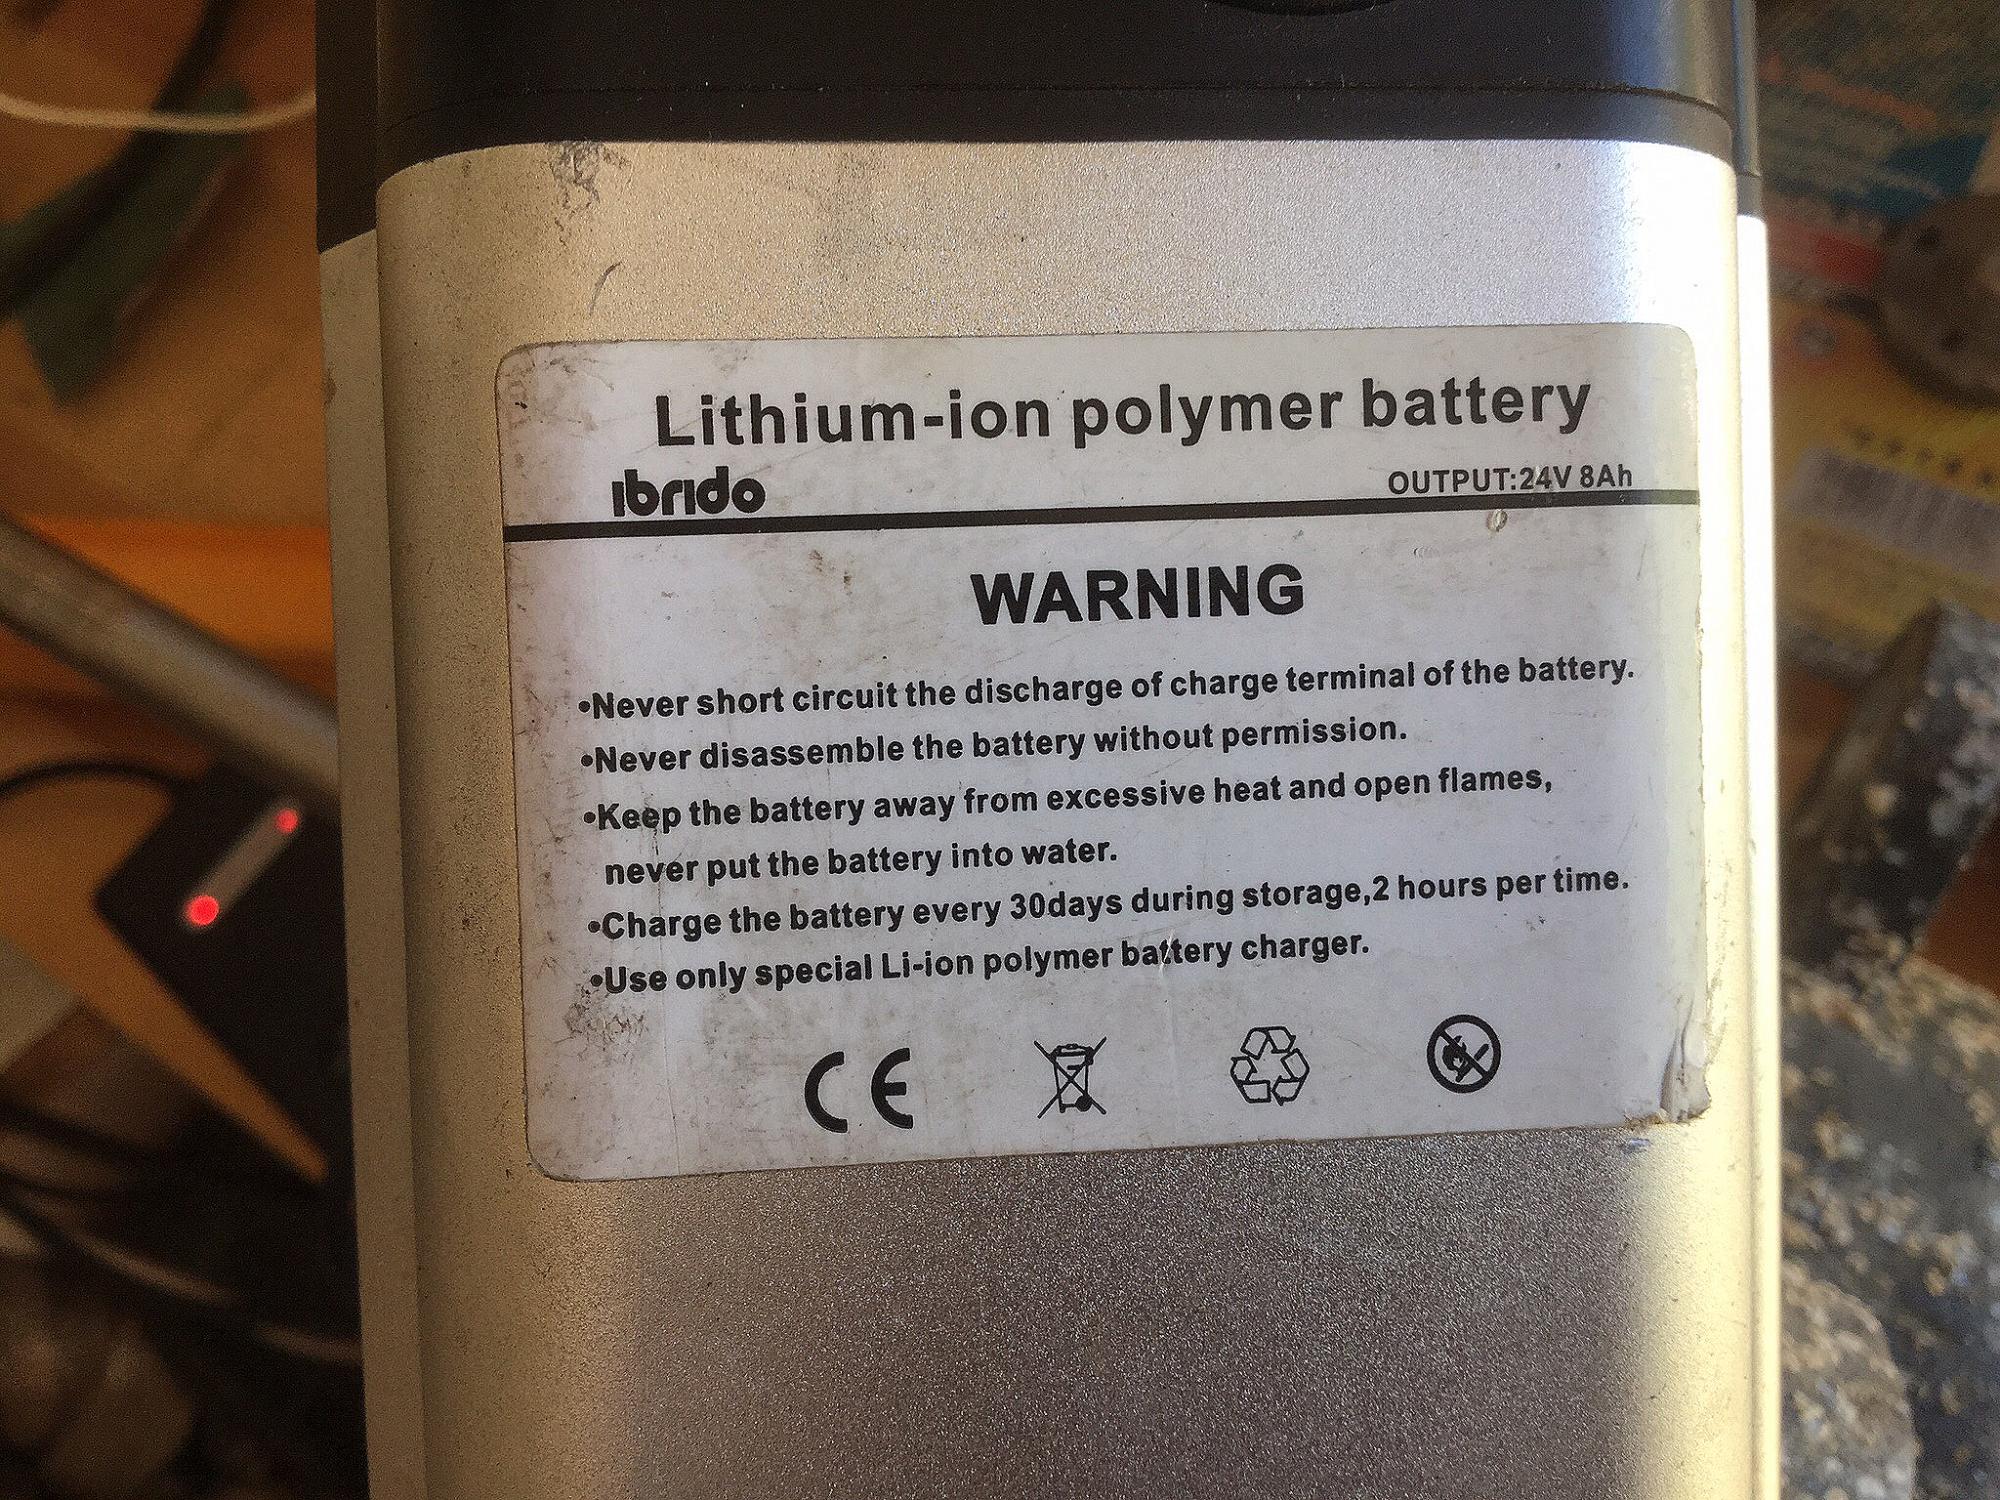 Lithium-ion polymer battery
ibrido
OUTPUT:24V 8Ah
WARNING
•Never short circuit the discharge of charge terminal of the battery.
•Never disassemble the battery without permission.
•Keep the battery away from excessive heat and open flames,
never put the battery into water.
•Charge the battery every 30days during storage,2 hours per time.
•Use only special Li-ion polymer battery charger.
CE